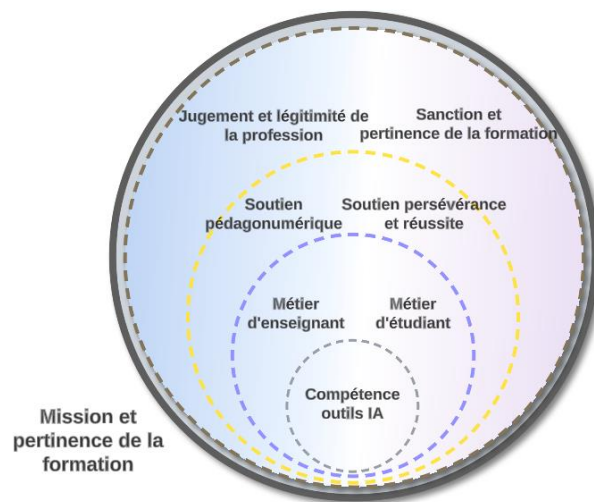 Jugement et légitimité de
la profession
Sanction et
pertinence de la formation
Soutien
pédagonumérique
Soutien persévérance
et réussite
Métier
d'enseignant
Métier
d'étudiant
Compétence
outils IA
Mission et
pertinence de la
formation